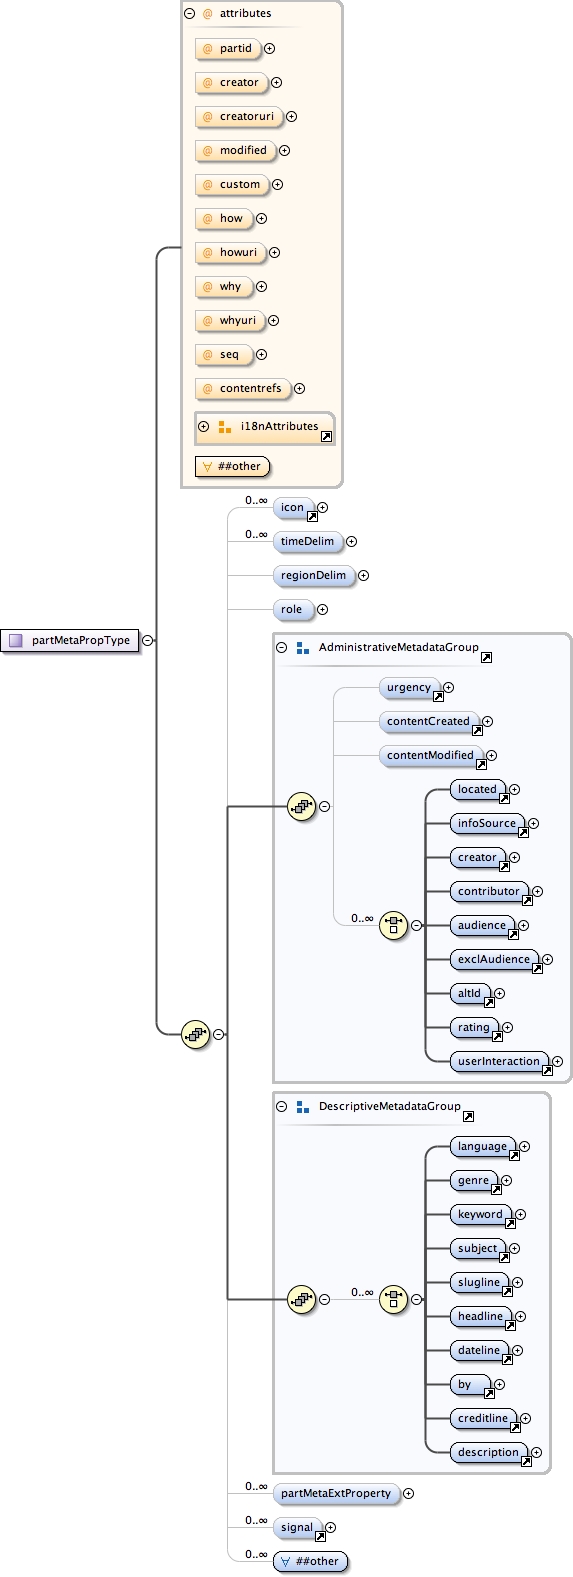 attributes
partid
creator
creatoruri
modified
custom
how
howuri
why
whyuri
seq
contentrefs
i18nAttributes
##other
0..∞ icon
0..∞ timeDelim
regionDelim
role
partMetaPropType
AdministrativeMetadataGroup
urgency
contentCreated
contentModified
located
infoSource
creator
contributor
0..∞ audience
exclAudience
altId
rating
userInteraction
DescriptiveMetadataGroup
language
genre
keyword
subject
0..∞ slugline
headline
dateline
by
creditline
description
0..∞ partMetaExtProperty
0..∞ signal
0..∞ ##other